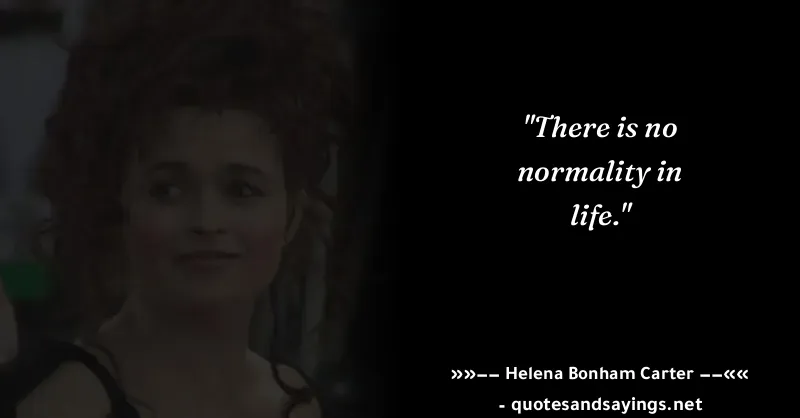 "There is no
normality in
life."
»»–– Helena Bonham Carter ––««
- quotesandsayings.net